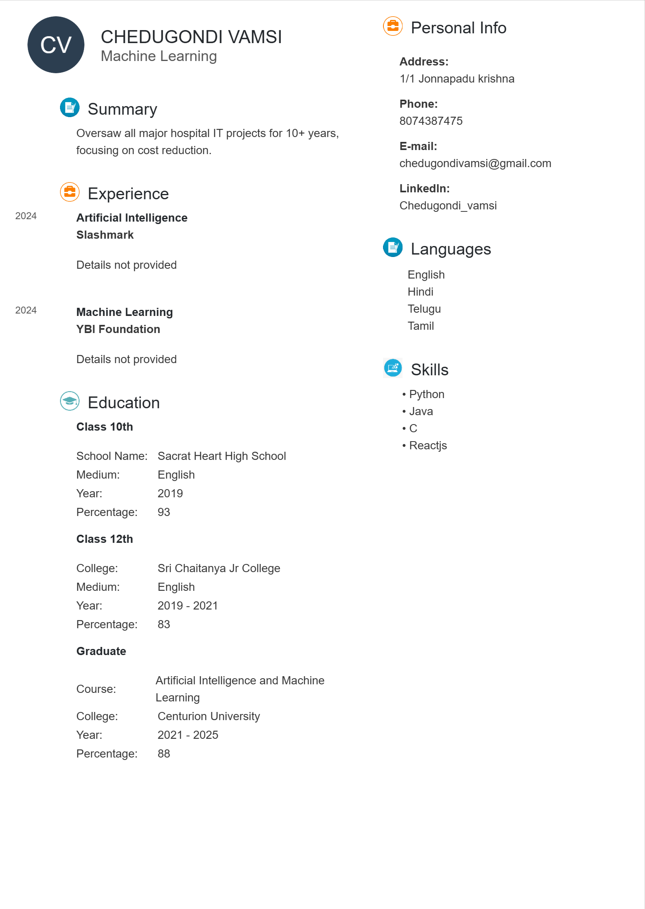 CV
CHEDUGONDI VAMSI
Machine Learning
Summary
Oversaw all major hospital IT projects for 10+ years,
focusing on cost reduction.
Experience
2024
Artificial Intelligence
Slashmark
Details not provided
2024
Machine Learning
YBI Foundation
Details not provided
Education
Class 10th
School Name: Sacrat Heart High School
Medium: English
Year: 2019
Percentage: 93
Class 12th
College: Sri Chaitanya Jr College
Medium: English
Year: 2019 - 2021
Percentage: 83
Graduate
Course: Artificial Intelligence and Machine
Learning
College: Centurion University
Year: 2021 - 2025
Percentage: 88
Personal Info
Address:
1/1 Jonnapadu krishna
Phone:
8074387475
E-mail:
chedugondivamsi@gmail.com
LinkedIn:
Chedugondi_vamsi
Languages
English
Hindi
Telugu
Tamil
Skills
• Python
• Java
• C
• Reactjs